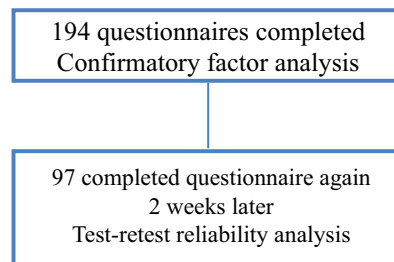 194 questionnaires completed
Confirmatory factor analysis
97 completed questionnaire again
2 weeks later
Test-retest reliability analysis